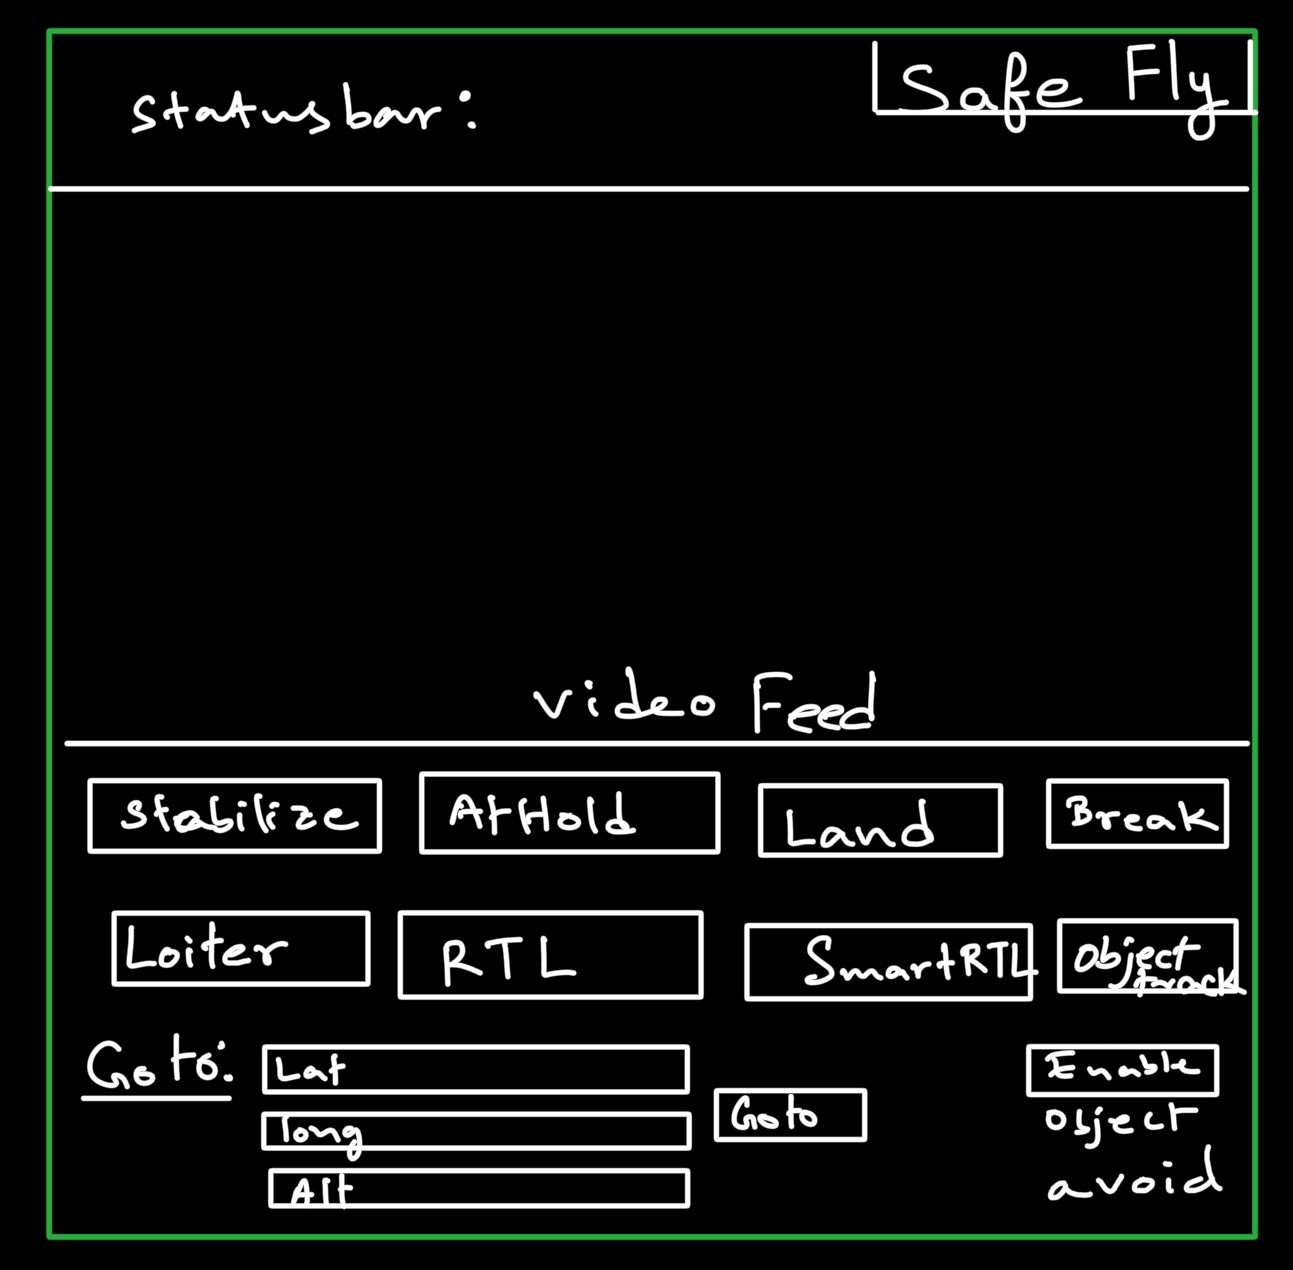 Safe Fly
Statusbar:
Video Feed
Stabilize
AtHold
Land
Break
Loiter
RTL
SmartRTL
Object
track
Goto:
Lat
long
Alt
Goto
Enable
object
avoid